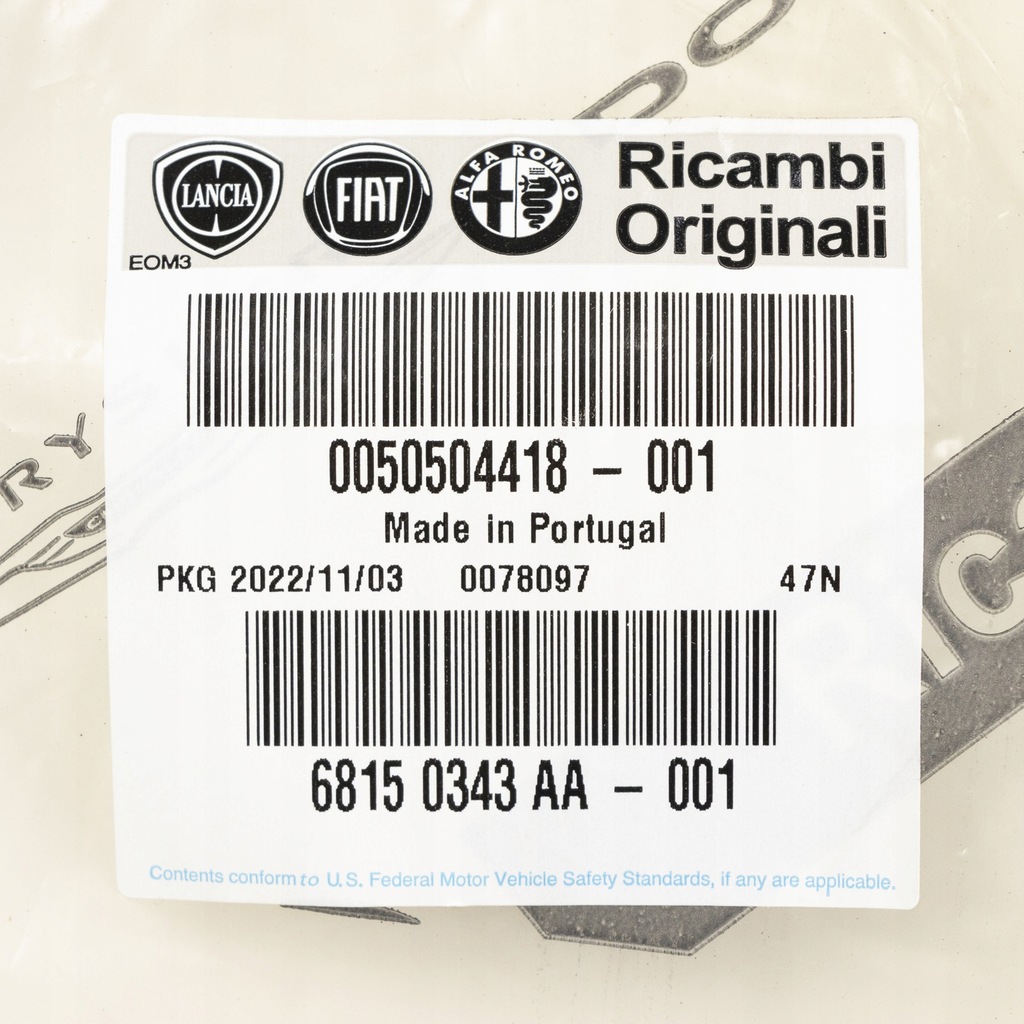 LANCIA
FIAT
ALFA ROMEO
Ricambi
Originali
EOM3
0050504418 – 001
Made in Portugal
PKG 2022/11/03 0078097 47N
6815 0343 AA – 001
Contents conform to U.S. Federal Motor Vehicle Safety Standards, if any are applicable.